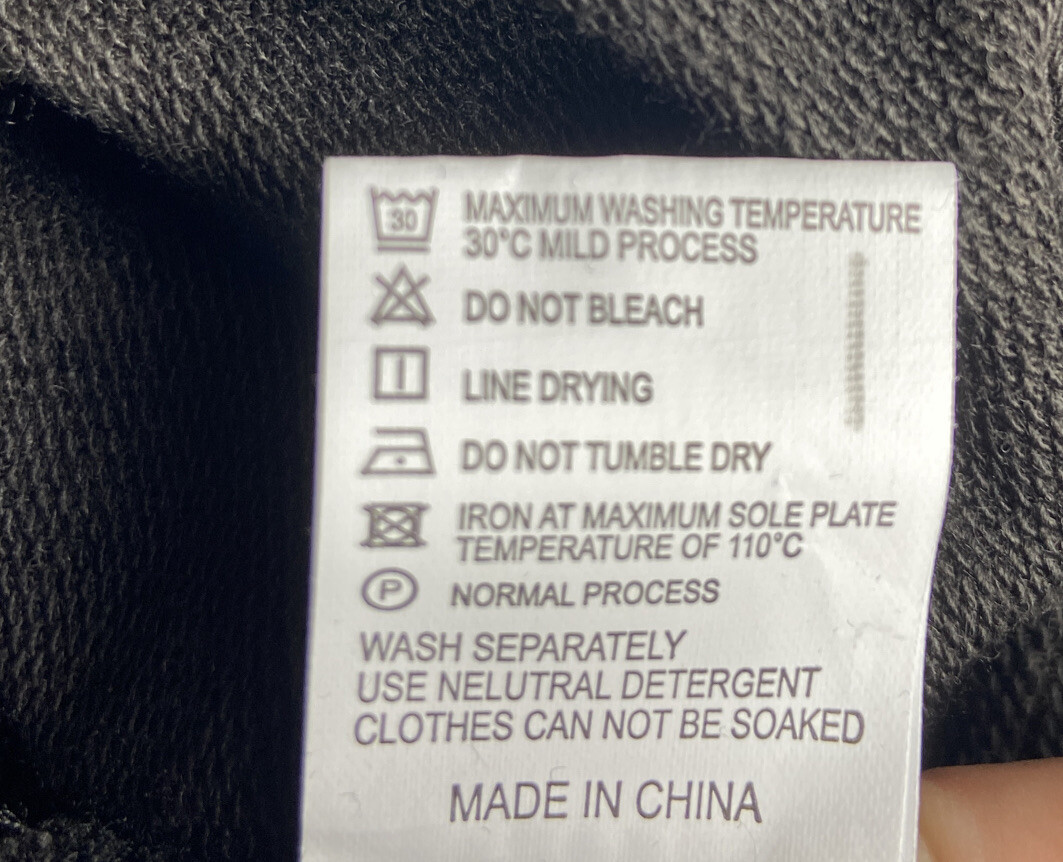 30 MAXIMUM WASHING TEMPERATURE
30°C MILD PROCESS
DO NOT BLEACH
LINE DRYING
DO NOT TUMBLE DRY
IRON AT MAXIMUM SOLE PLATE
TEMPERATURE OF 110°C
P NORMAL PROCESS
WASH SEPARATELY
USE NELUTRAL DETERGENT
CLOTHES CAN NOT BE SOAKED
MADE IN CHINA